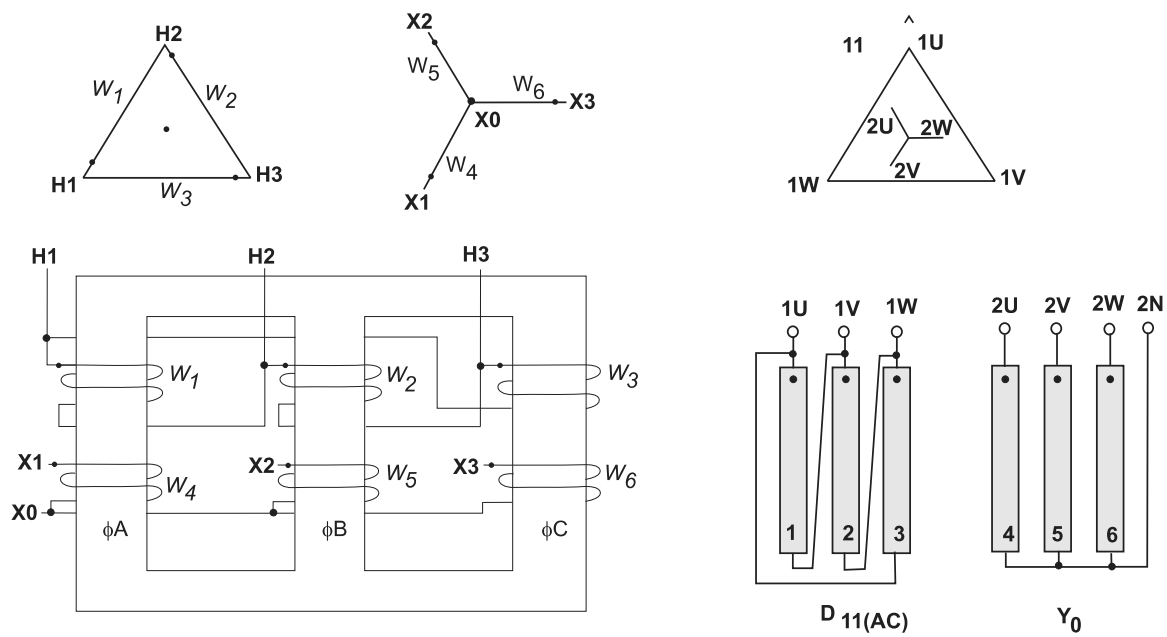 H2
W1
W2
H1
W3
H3
X2
W5
W6
X0
X3
W4
X1
11
^
1U
2U
2W
2V
1W
1V
H1
H2
H3
W1
W2
W3
X1
X2
X3
W4
W5
W6
X0
ϕA
ϕB
ϕC
1U
1V
1W
2U
2V
2W
2N
1
2
3
4
5
6
D 11(AC)
Y0